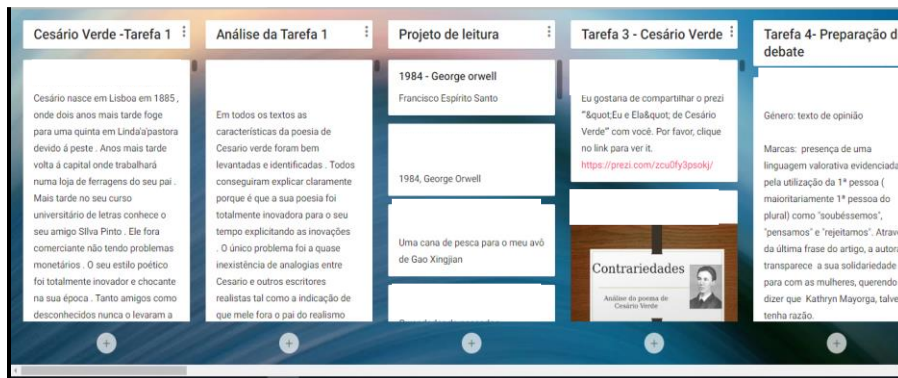 Cesário Verde -Tarefa 1
Cesário nasce em Lisboa em 1885 ,
onde dois anos mais tarde foge
para uma quinta em Linda'a'pastora
devido á peste . Anos mais tarde
volta á capital onde trabalhará
numa loja de ferragens do seu pai .
Mais tarde no seu curso
universitário de letras conhece o
seu amigo SIlva Pinto . Ele fora
comerciante não tendo problemas
monetários . O seu estilo poético
foi totalmente inovador e chocante
na sua época . Tanto amigos como
desconhecidos nunca o levaram a
Análise da Tarefa 1
Em todos os textos as
características da poesia de
Cesario verde foram bem
levantadas e identificadas . Todos
conseguiram explicar claramente
porque é que a sua poesia foi
totalmente inovadora para o seu
tempo explicitando as inovações
. O único problema foi a quase
inexistência de analogias entre
Cesario e outros escritores
realistas tal como a indicação de
que mele fora o pai do realismo
Projeto de leitura
1984 - George orwell
Francisco Espírito Santo
1984, George Orwell
Uma cana de pesca para o meu avô
de Gao Xingjian
Tarefa 3 - Cesário Verde
Eu gostaria de compartilhar o prezi
"&quot;Eu e Ela&quot; de Cesário
Verde" com você. Por favor, clique
no link para ver it.
https://prezi.com/zcu0fy3psokj/
Contrariedades
Análise do poema de
Cesário Verde
Tarefa 4- Preparação d
debate
Género: texto de opinião
Marcas: presença de uma
linguagem valorativa evidenciada
pela utilização da 1ª pessoa (
maioritariamente 1ª pessoa do
plural) como "soubéssemos",
"pensamos" e "rejeitamos". Atravé
da última frase do artigo, a autora
transparece a sua solidariedade
para com as mulheres, querendo
dizer que Kathryn Mayorga, talve
tenha razão.